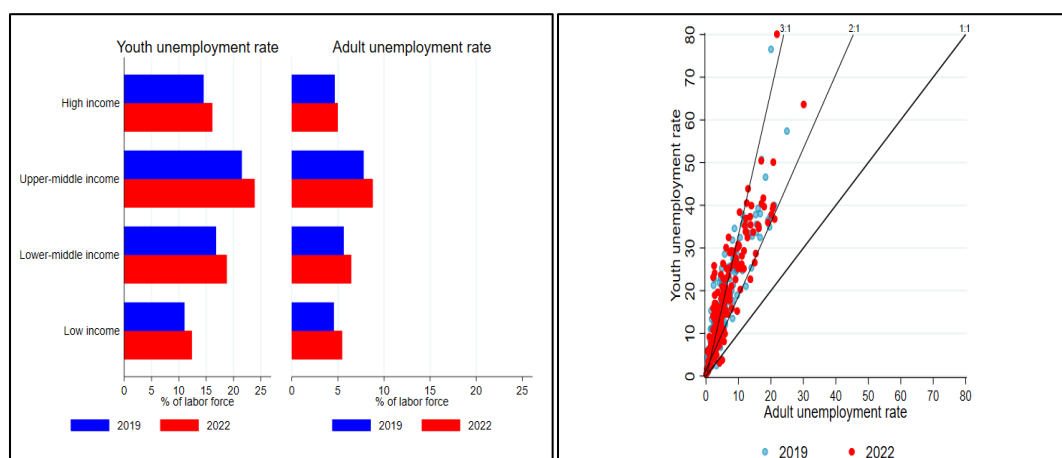 Youth unemployment rate
Adult unemployment rate
High income
Upper-middle income
Lower-middle income
Low income
0 5 10 15 20 25
% of labor force
0 5 10 15 20 25
% of labor force
2019 2022
2019 2022
3:1 2:1 1:1
Youth unemployment rate
80
70
60
50
40
30
20
10
0
0 10 20 30 40 50 60 70 80
Adult unemployment rate
2019 2022